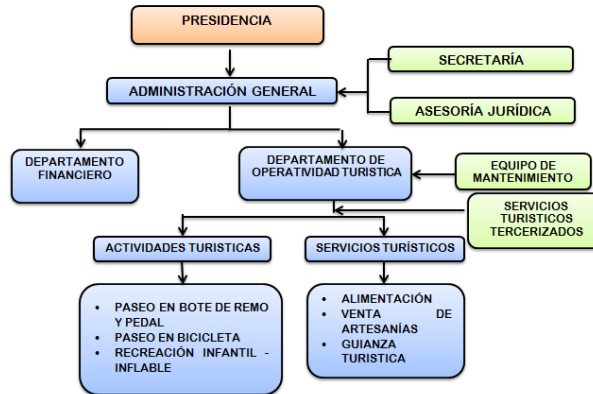 PRESIDENCIA
SECRETARÍA
ADMINISTRACIÓN GENERAL
ASESORÍA JURÍDICA
DEPARTAMENTO
FINANCIERO
DEPARTAMENTO DE
OPERATIVIDAD TURISTICA
EQUIPO DE
MANTENIMIENTO
SERVICIOS
TURISTICOS
TERCERIZADOS
ACTIVIDADES TURISTICAS
SERVICIOS TURÍSTICOS
• PASEO EN BOTE DE REMO
Y PEDAL
• PASEO EN BICICLETA
• RECREACIÓN INFANTIL -
INFLABLE
• ALIMENTACIÓN
• VENTA DE
ARTESANÍAS
• GUIANZA
TURISTICA